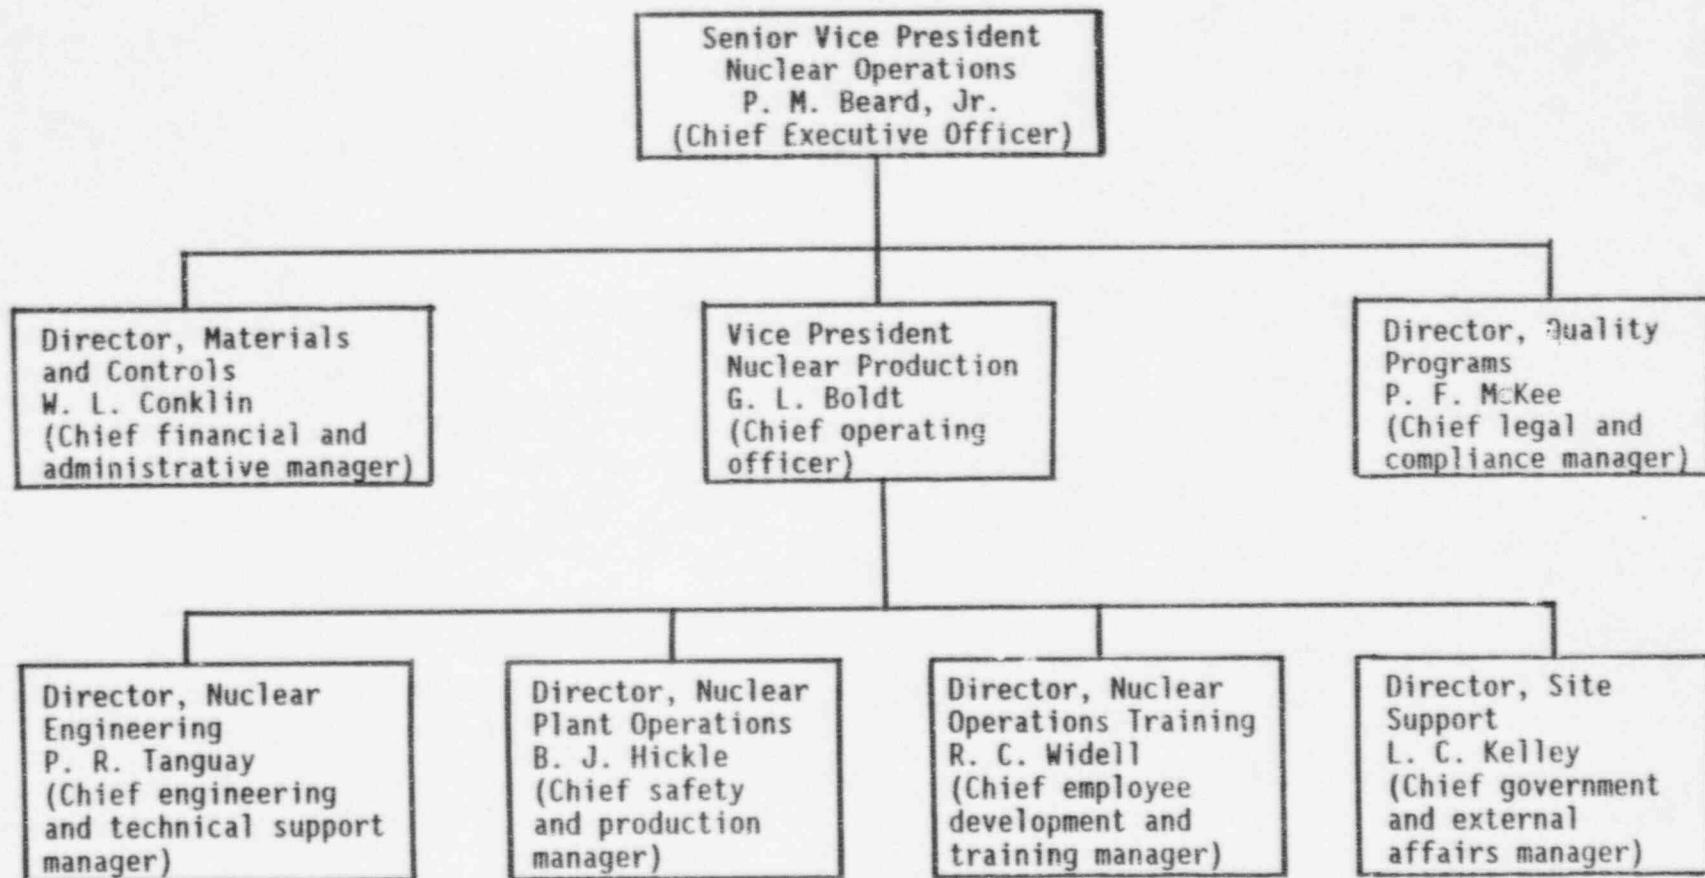 Senior Vice President
Nuclear Operations
P. M. Beard, Jr.
(Chief Executive Officer)
Director, Materials
and Controls
W. L. Conklin
(Chief financial and
administrative manager)
Vice President
Nuclear Production
G. L. Boldt
(Chief operating
officer)
Director, Quality
Programs
P. F. McKee
(Chief legal and
compliance manager)
Director, Nuclear
Engineering
P. R. Tanguay
(Chief engineering
and technical support
manager)
Director, Nuclear
Plant Operations
B. J. Hickle
(Chief safety
and production
manager)
Director, Nuclear
Operations Training
R. C. Widell
(Chief employee
development and
training manager)
Director, Site
Support
L. C. Kelley
(Chief government
and external
affairs manager)